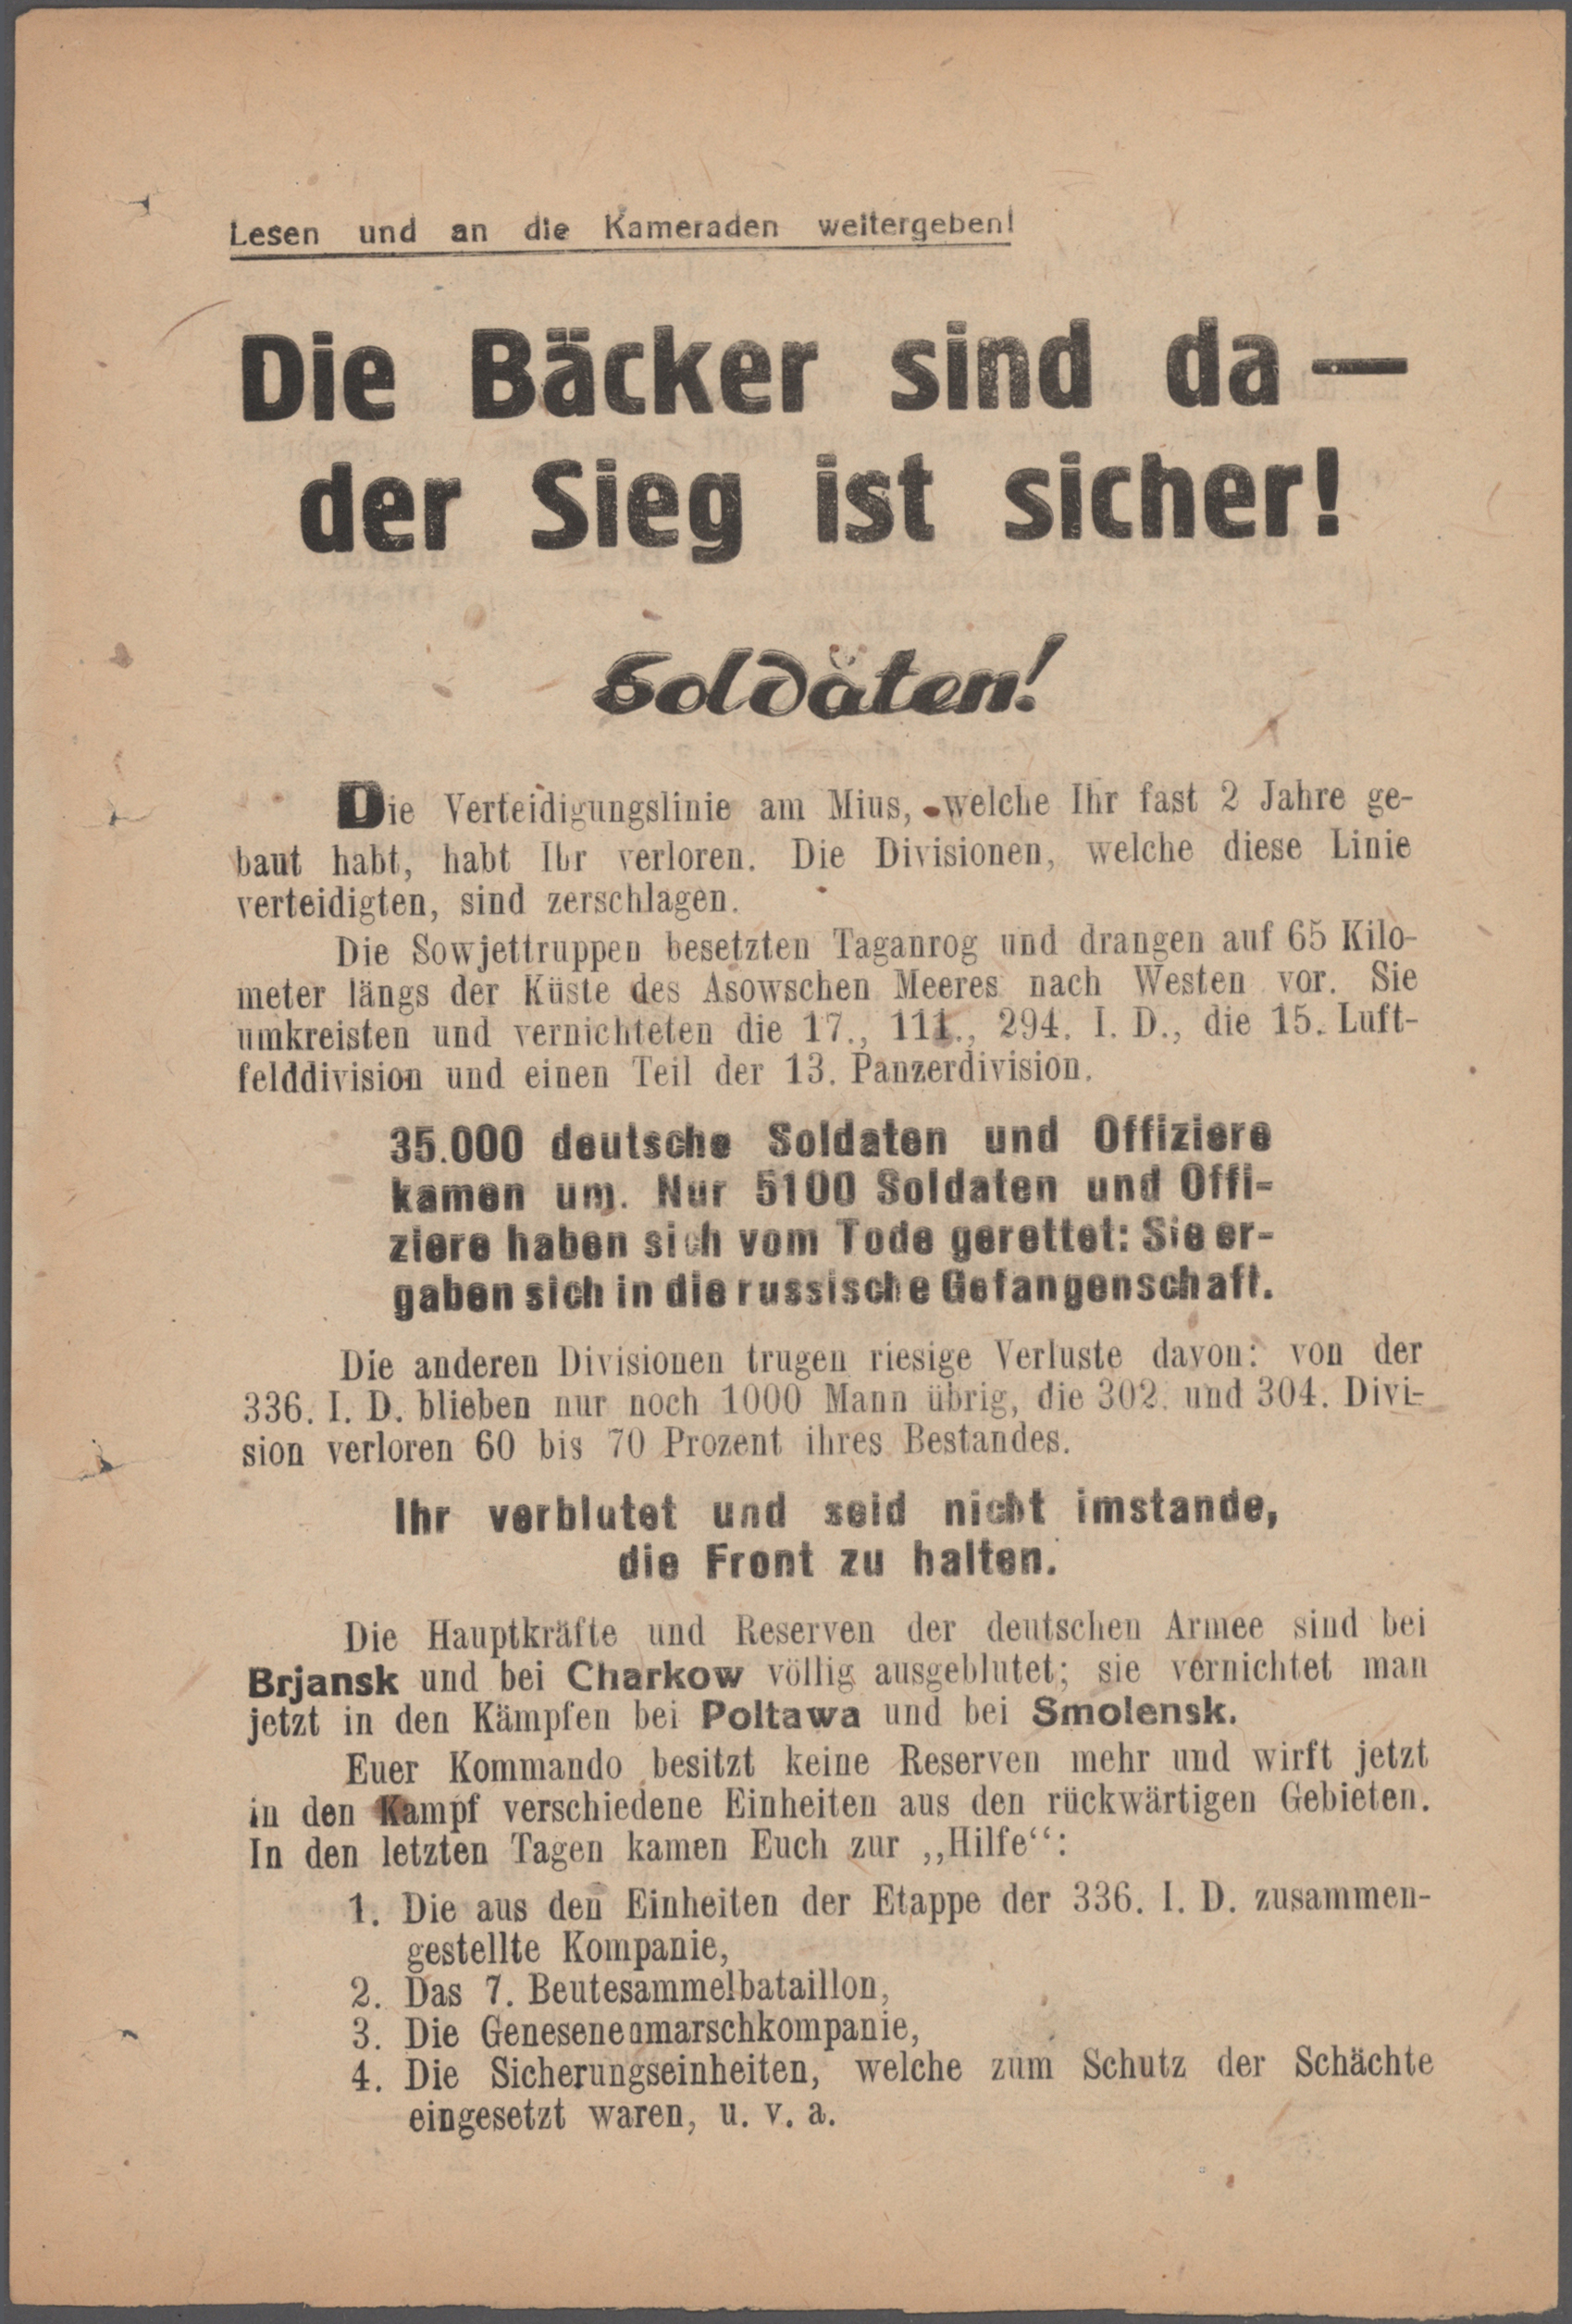 Lesen und an die Kameraden weitergeben!
Die Bäcker sind da —
der Sieg ist sicher!
Soldaten!
Die Verteidigungslinie am Mius, welche Ihr fast 2 Jahre ge-
baut habt, habt Ihr verloren. Die Divisionen, welche diese Linie
verteidigten, sind zerschlagen.
Die Sowjettruppen besetzten Taganrog und drangen auf 65 Kilo-
meter längs der Küste des Asowschen Meeres nach Westen vor. Sie
umkreisten und vernichteten die 17., 111., 294. I. D., die 15. Luft-
felddivision und einen Teil der 13. Panzerdivision.
35.000 deutsche Soldaten und Offiziere
kamen um. Nur 5100 Soldaten und Offi-
ziere haben sich vom Tode gerettet: Sie er-
gaben sich in die russische Gefangenschaft.
Die anderen Divisionen trugen riesige Verluste davon: von der
336. I. D. blieben nur noch 1000 Mann übrig, die 302. und 304. Divi-
sion verloren 60 bis 70 Prozent ihres Bestandes.
Ihr verblutet und seid nicht imstande,
die Front zu halten.
Die Hauptkräfte und Reserven der deutschen Armee sind bei
Brjansk und bei Charkow völlig ausgeblutet; sie vernichtet man
jetzt in den Kämpfen bei Poltawa und bei Smolensk.
Euer Kommando besitzt keine Reserven mehr und wirft jetzt
in den Kampf verschiedene Einheiten aus den rückwärtigen Gebieten.
In den letzten Tagen kamen Euch zur „Hilfe“:
1. Die aus den Einheiten der Etappe der 336. I. D. zusammen-
gestellte Kompanie,
2. Das 7. Beutesammelbataillon,
3. Die Genesenenmarschkompanie,
4. Die Sicherungseinheiten, welche zum Schutz der Schächte
eingesetzt waren, u. v. a.